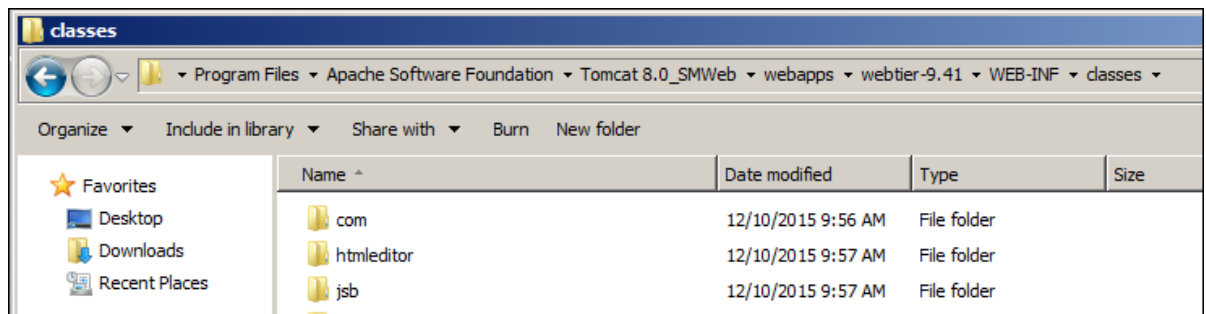 classes
Program Files Apache Software Foundation Tomcat 8.0_SMWeb webapps webtier-9.41 WEB-INF classes
Organize Include in library Share with Burn New folder
Name Date modified Type Size
Favorites
Desktop
Downloads
Recent Places
com 12/10/2015 9:56 AM File folder
htmleditor 12/10/2015 9:57 AM File folder
jsb 12/10/2015 9:57 AM File folder